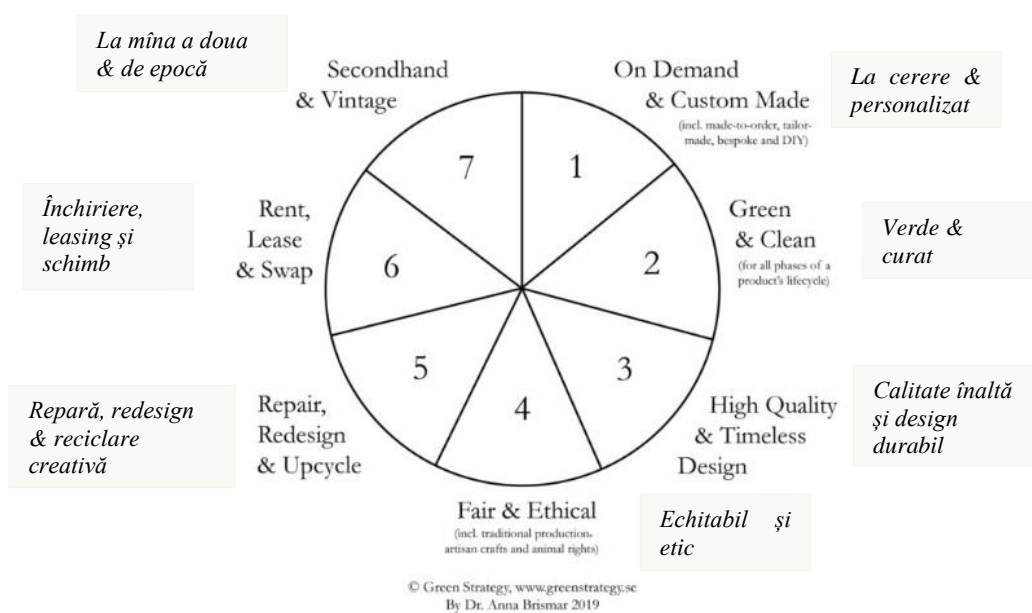 La mîna a doua
& de epocă
Secondhand
& Vintage
On Demand
& Custom Made
(incl. made-to-order, tailor-
made, bespoke and DIY)
La cerere &
personalizat
7
1
Închiriere,
leasing și
schimb
Rent,
Lease
& Swap
6
2
Green
& Clean
(for all phases of a
product's lifecycle)
Verde &
curat
5
3
4
Repară, redesign
& reciclare
creativă
Repair,
Redesign
& Upcycle
High Quality
& Timeless
Design
Calitate înaltă
și design
durabil
Fair & Ethical
(incl. traditional production,
artisan crafts and animal rights)
Echitabil și
etic
© Green Strategy, www.greenstrategy.se
By Dr. Anna Brismar 2019